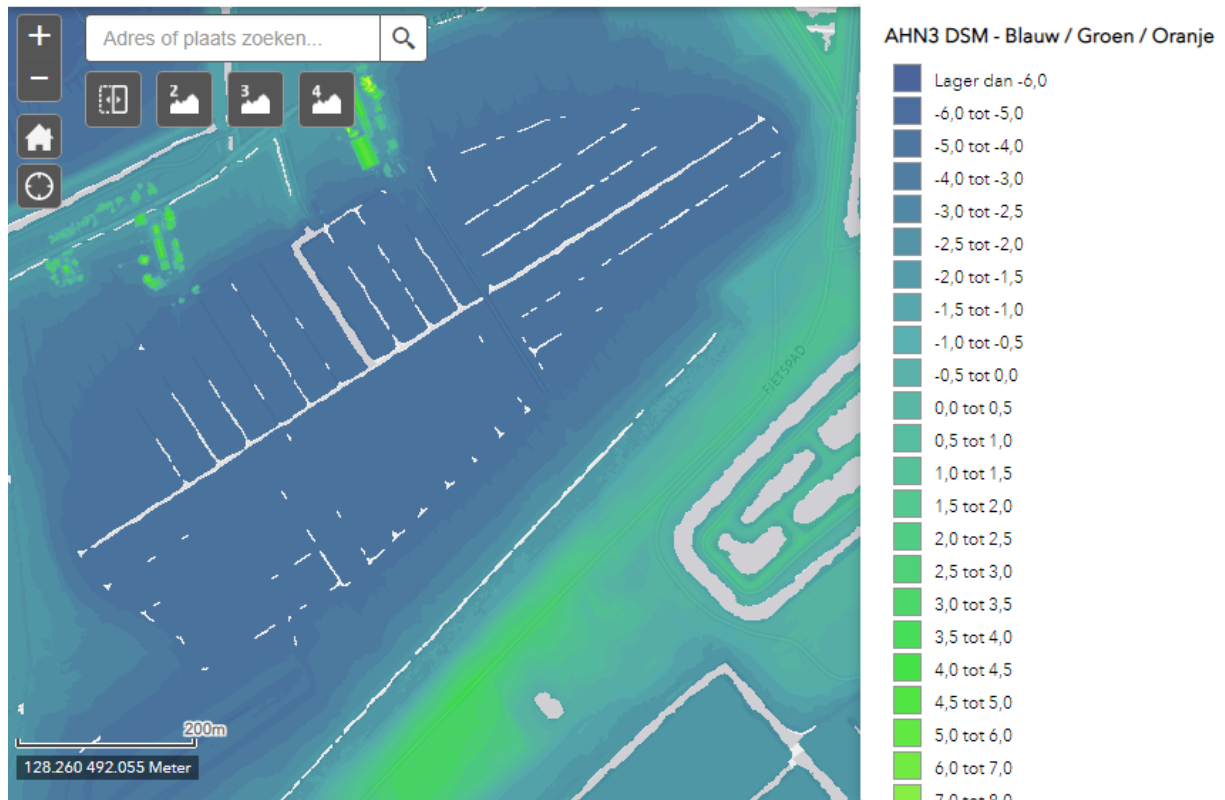 +
Adres of plaats zoeken...
−
2
3
4
FIETSPAD
200m
128.260 492.055 Meter
AHN3 DSM - Blauw / Groen / Oranje
Lager dan -6,0
-6,0 tot -5,0
-5,0 tot -4,0
-4,0 tot -3,0
-3,0 tot -2,5
-2,5 tot -2,0
-2,0 tot -1,5
-1,5 tot -1,0
-1,0 tot -0,5
-0,5 tot 0,0
0,0 tot 0,5
0,5 tot 1,0
1,0 tot 1,5
1,5 tot 2,0
2,0 tot 2,5
2,5 tot 3,0
3,0 tot 3,5
3,5 tot 4,0
4,0 tot 4,5
4,5 tot 5,0
5,0 tot 6,0
6,0 tot 7,0
7,0 tot 8,0